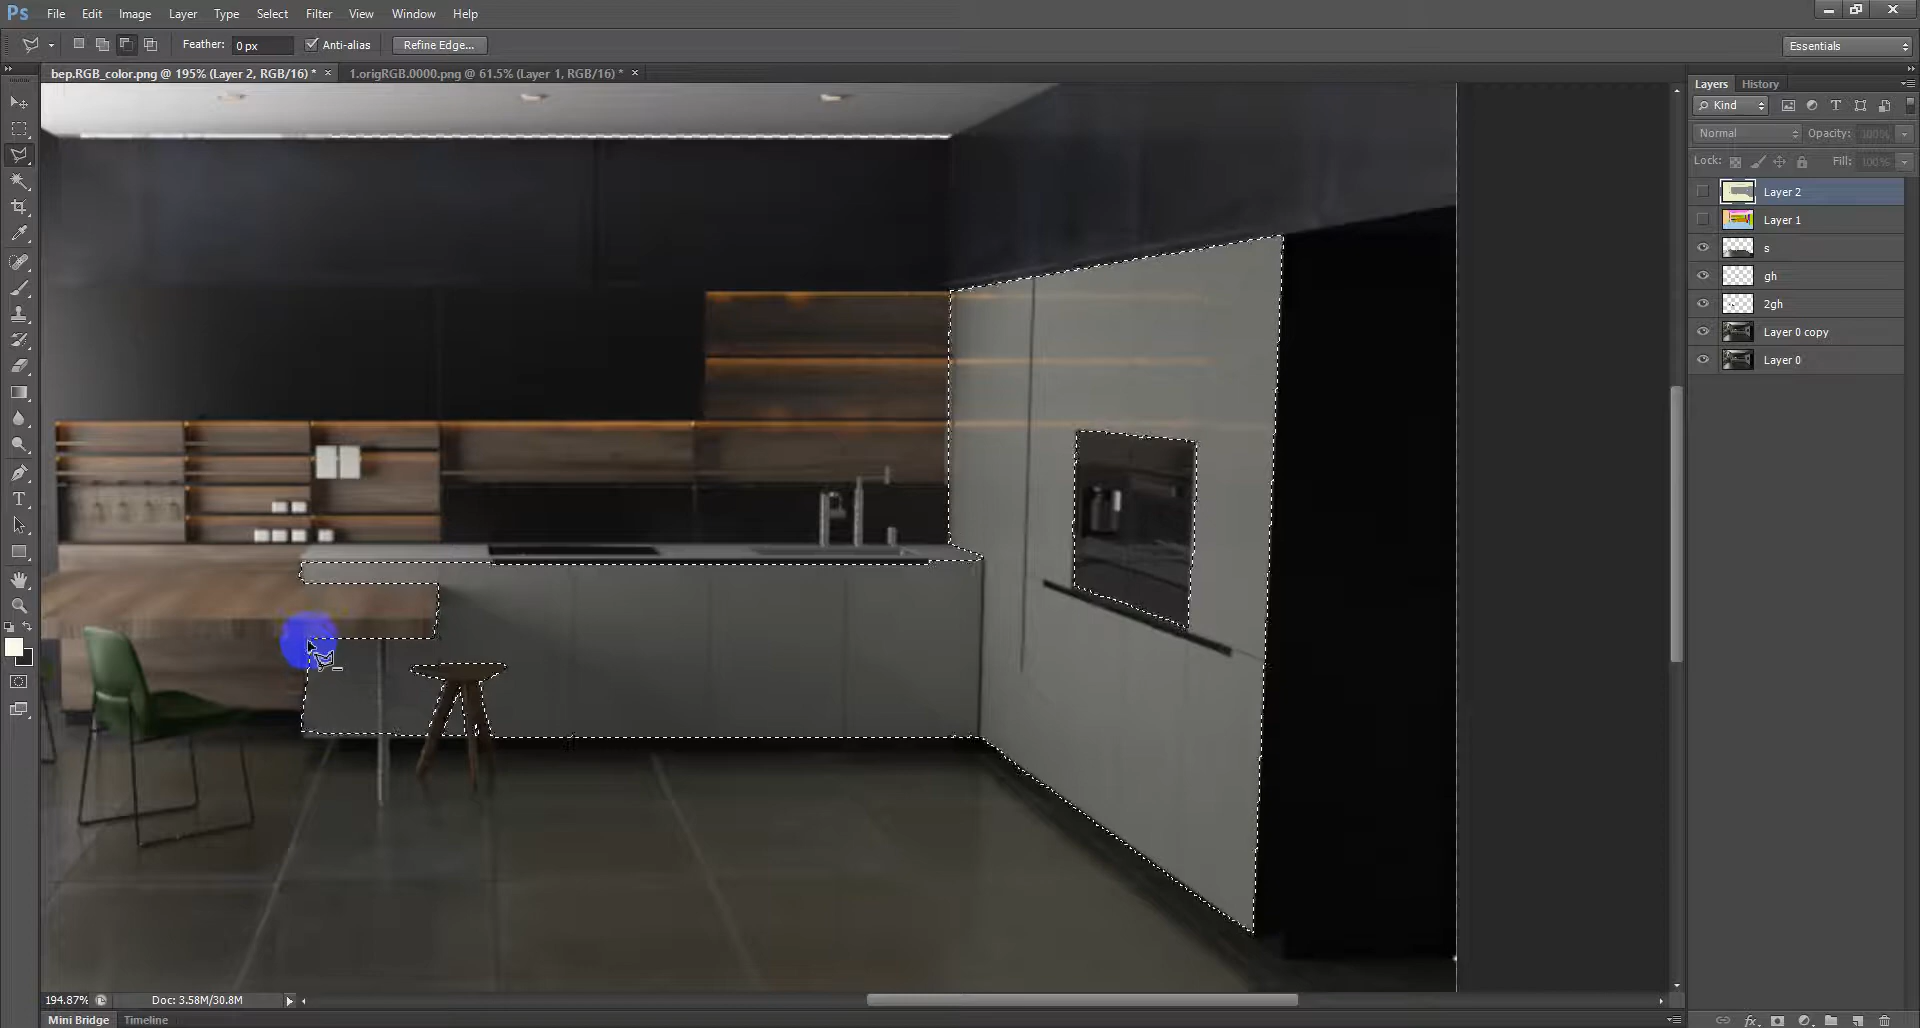 Ps File Edit Image Layer Type Select Filter View Window Help
Feather: 0 px Anti-alias Refine Edge... Essentials
bep.RGB_color.png @ 195% (Layer 2, RGB/16) * × 1.origRGB.0000.png @ 61.5% (Layer 1, RGB/16) * ×
Layers History
Kind T
Normal Opacity: 100%
Lock: Fill: 100%
Layer 2
Layer 1
s
gh
2gh
Layer 0 copy
Layer 0
T
194.87% Doc: 3.58M/30.8M
Mini Bridge Timeline
fx